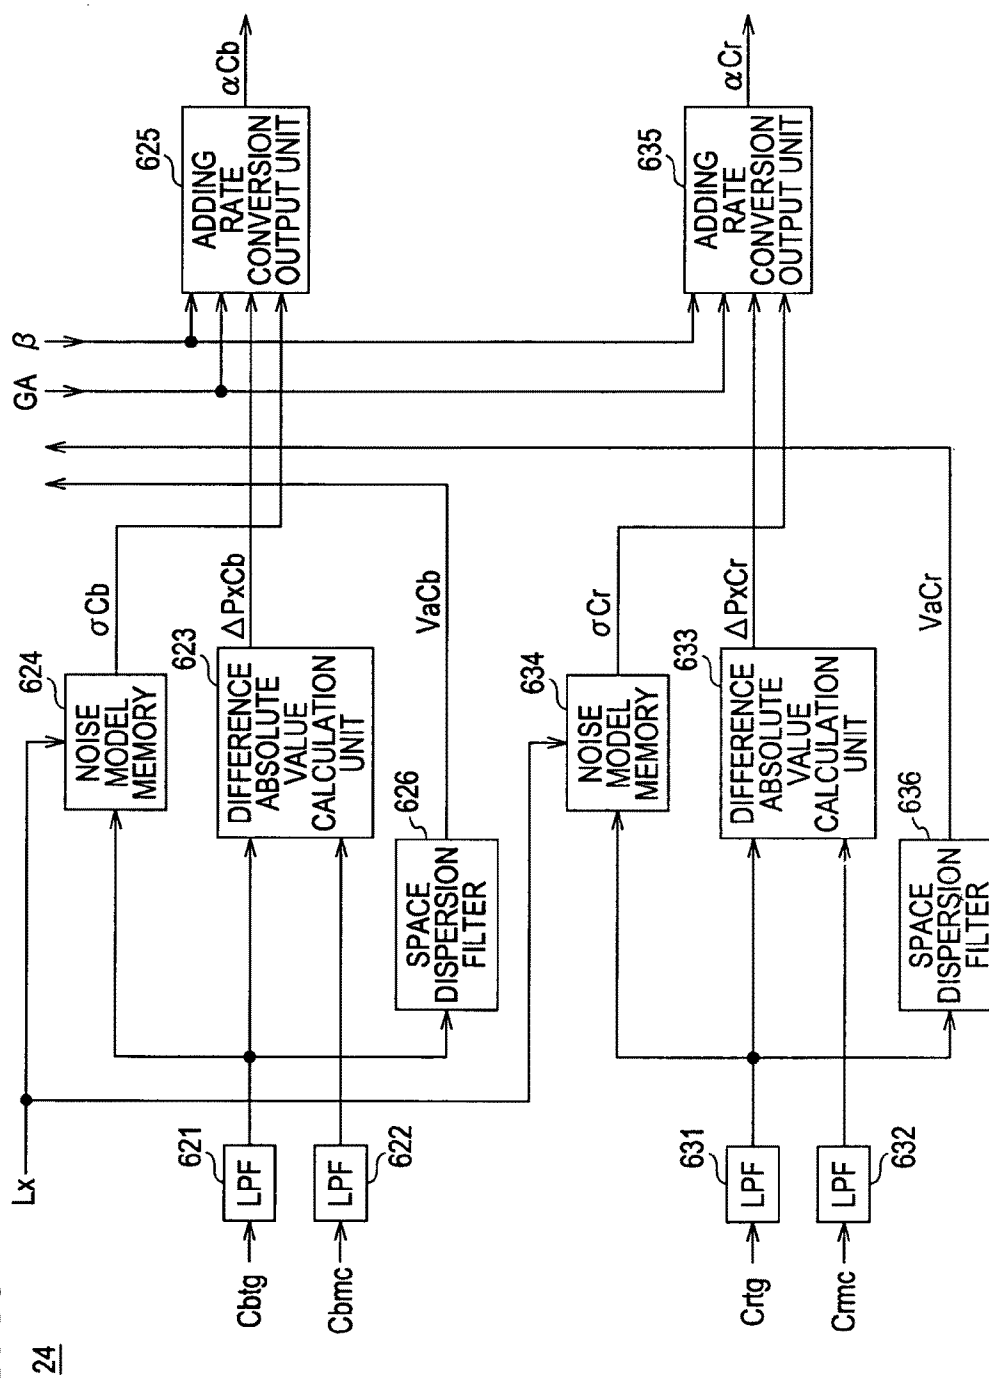 24
Lx
Cbtg
Cbmc
LPF
621
LPF
622
NOISE
MODEL
MEMORY
624
σCb
DIFFERENCE
ABSOLUTE
VALUE
CALCULATION
UNIT
623
ΔPxCb
SPACE
DISPERSION
FILTER
626
VaCb
GA
β
ADDING
RATE
CONVERSION
OUTPUT UNIT
625
αCb
Crtg
Crmc
LPF
631
LPF
632
NOISE
MODEL
MEMORY
634
σCr
DIFFERENCE
ABSOLUTE
VALUE
CALCULATION
UNIT
633
ΔPxCr
SPACE
DISPERSION
FILTER
636
VaCr
ADDING
RATE
CONVERSION
OUTPUT UNIT
635
αCr